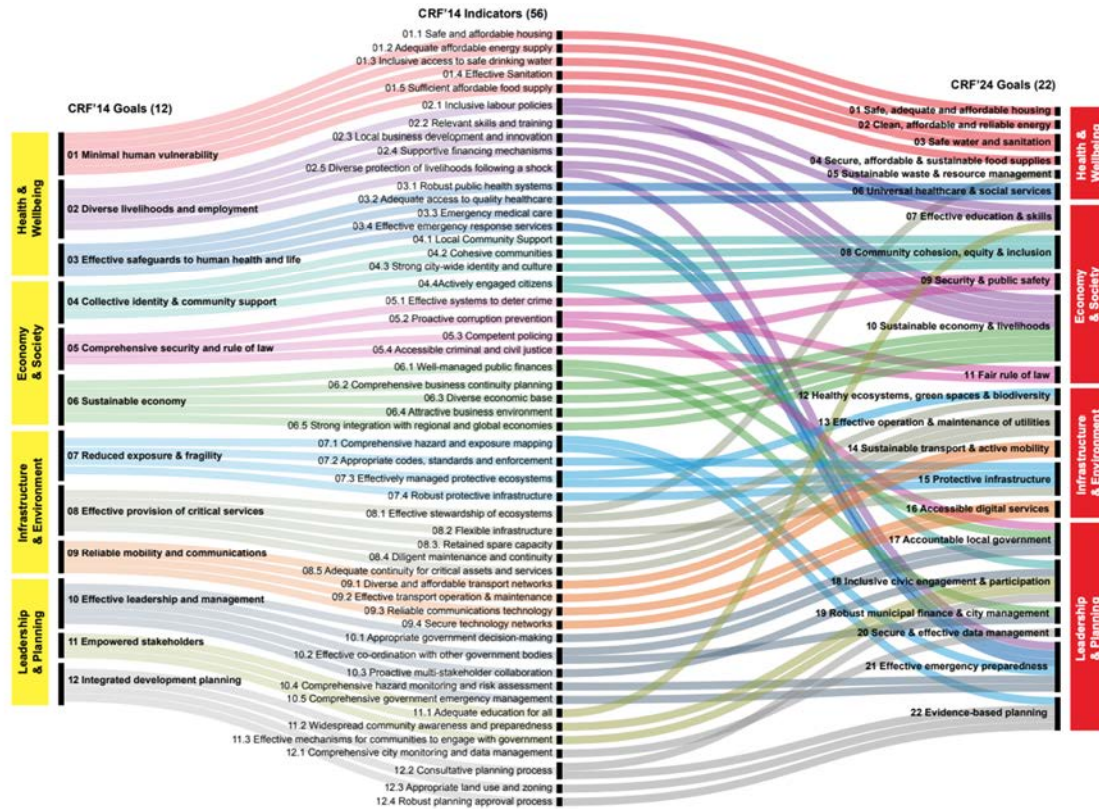 CRF'14 Indicators (56)
CRF'14 Goals (12)
CRF'24 Goals (22)
Health &
Wellbeing
Economy
& Society
Infrastructure
& Environment
Leadership
& Planning
01 Minimal human vulnerability
02 Diverse livelihoods and employment
03 Effective safeguards to human health and life
04 Collective identity & community support
05 Comprehensive security and rule of law
06 Sustainable economy
07 Reduced exposure & fragility
08 Effective provision of critical services
09 Reliable mobility and communications
10 Effective leadership and management
11 Empowered stakeholders
12 Integrated development planning
01.1 Safe and affordable housing
01.2 Adequate affordable energy supply
01.3 Inclusive access to safe drinking water
01.4 Effective Sanitation
01.5 Sufficient affordable food supply
02.1 Inclusive labour policies
02.2 Relevant skills and training
02.3 Local business development and innovation
02.4 Supportive financing mechanisms
02.5 Diverse protection of livelihoods following a shock
03.1 Robust public health systems
03.2 Adequate access to quality healthcare
03.3 Emergency medical care
03.4 Effective emergency response services
04.1 Local Community Support
04.2 Cohesive communities
04.3 Strong city-wide identity and culture
04.4Actively engaged citizens
05.1 Effective systems to deter crime
05.2 Proactive corruption prevention
05.3 Competent policing
05.4 Accessible criminal and civil justice
06.1 Well-managed public finances
06.2 Comprehensive business continuity planning
06.3 Diverse economic base
06.4 Attractive business environment
06.5 Strong integration with regional and global economies
07.1 Comprehensive hazard and exposure mapping
07.2 Appropriate codes, standards and enforcement
07.3 Effectively managed protective ecosystems
07.4 Robust protective infrastructure
08.1 Effective stewardship of ecosystems
08.2 Flexible infrastructure
08.3. Retained spare capacity
08.4 Diligent maintenance and continuity
08.5 Adequate continuity for critical assets and services
09.1 Diverse and affordable transport networks
09.2 Effective transport operation & maintenance
09.3 Reliable communications technology
09.4 Secure technology networks
10.1 Appropriate government decision-making
10.2 Effective co-ordination with other government bodies
10.3 Proactive multi-stakeholder collaboration
10.4 Comprehensive hazard monitoring and risk assessment
10.5 Comprehensive government emergency management
11.1 Adequate education for all
11.2 Widespread community awareness and preparedness
11.3 Effective mechanisms for communities to engage with government
12.1 Comprehensive city monitoring and data management
12.2 Consultative planning process
12.3 Appropriate land use and zoning
12.4 Robust planning approval process
01 Safe, adequate and affordable housing
02 Clean, affordable and reliable energy
03 Safe water and sanitation
04 Secure, affordable & sustainable food supplies
05 Sustainable waste & resource management
06 Universal healthcare & social services
07 Effective education & skills
08 Community cohesion, equity & inclusion
09 Security & public safety
10 Sustainable economy & livelihoods
11 Fair rule of law
12 Healthy ecosystems, green spaces & biodiversity
13 Effective operation & maintenance of utilities
14 Sustainable transport & active mobility
15 Protective infrastructure
16 Accessible digital services
17 Accountable local government
18 Inclusive civic engagement & participation
19 Robust municipal finance & city management
20 Secure & effective data management
21 Effective emergency preparedness
22 Evidence-based planning
Health &
Wellbeing
Economy
& Society
Infrastructure
& Environment
Leadership
& Planning